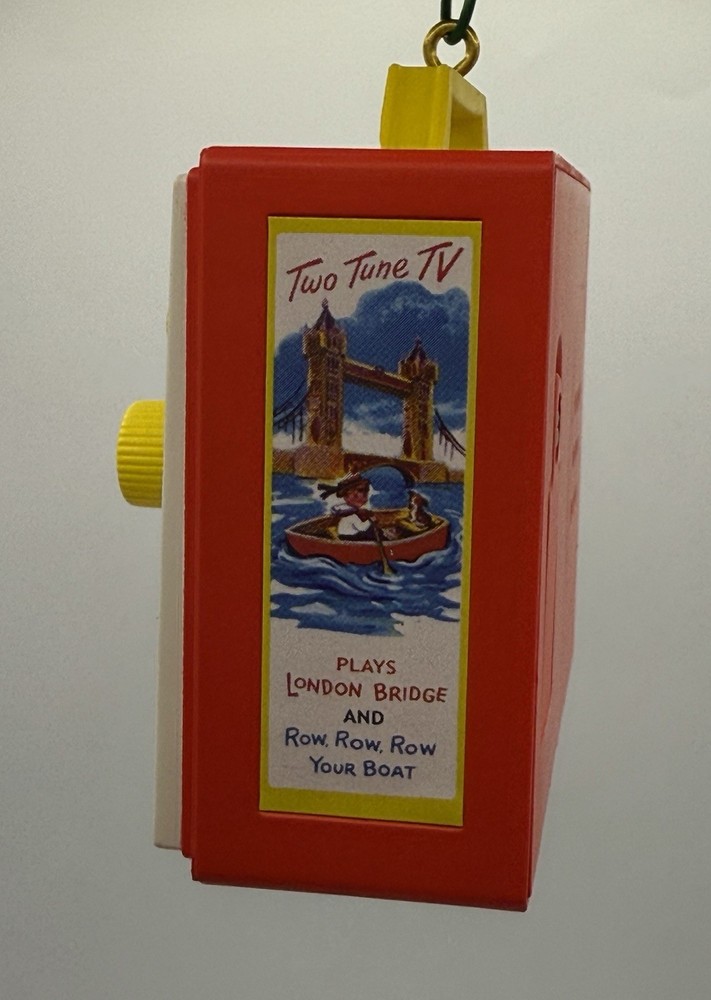 Two Tune TV
PLAYS
LONDON BRIDGE
AND
ROW, ROW, ROW
YOUR BOAT